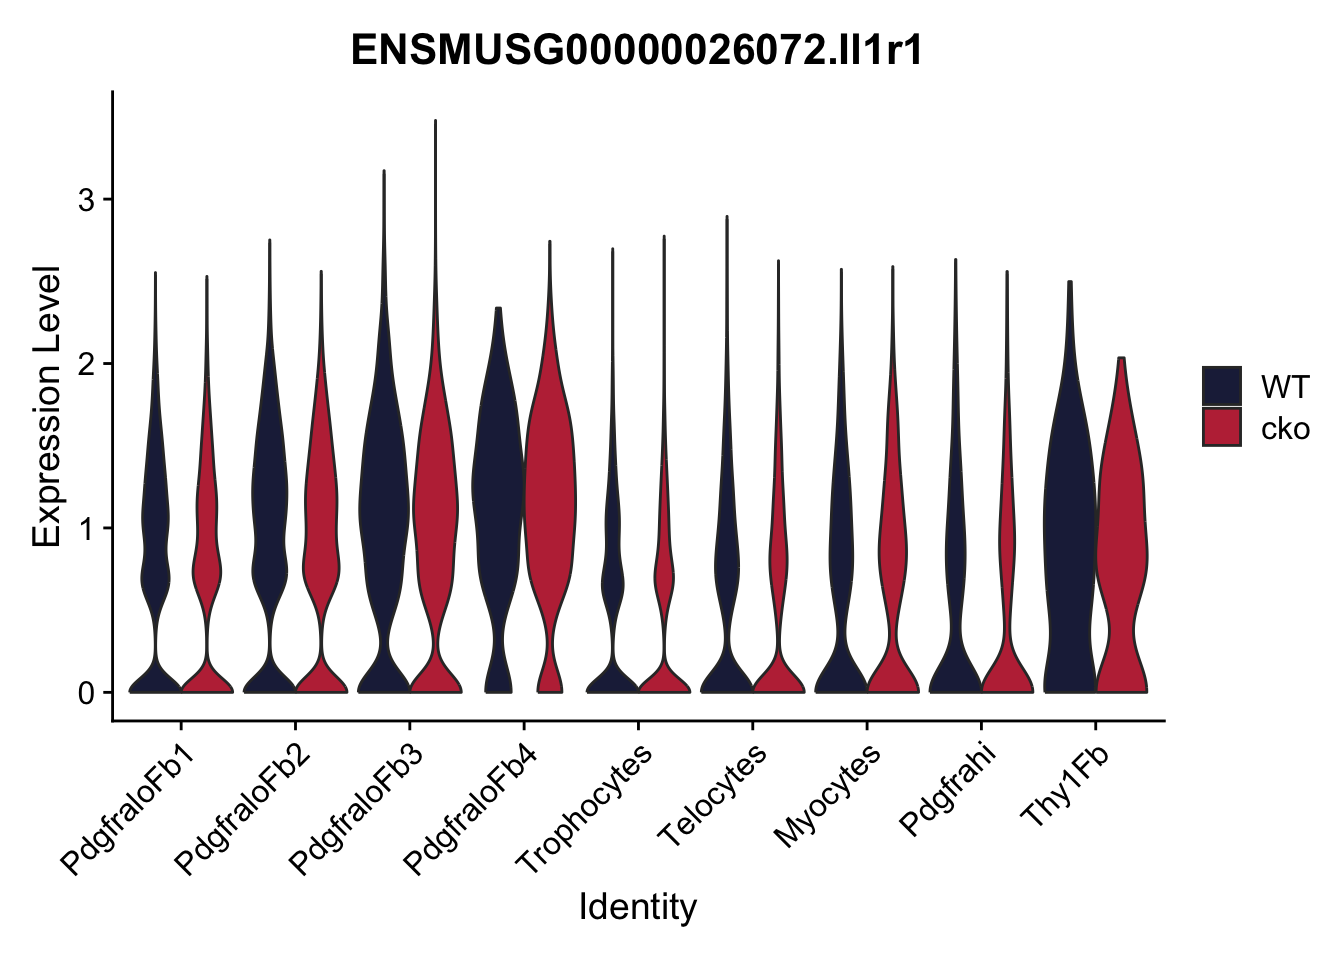 ENSMUSG00000026072.Il1r1
Expression Level
3
2
1
0
WT
cko
PdgfraloFb1
PdgfraloFb2
PdgfraloFb3
PdgfraloFb4
Trophocytes
Telocytes
Myocytes
Pdgfrahi
Thy1Fb
Identity